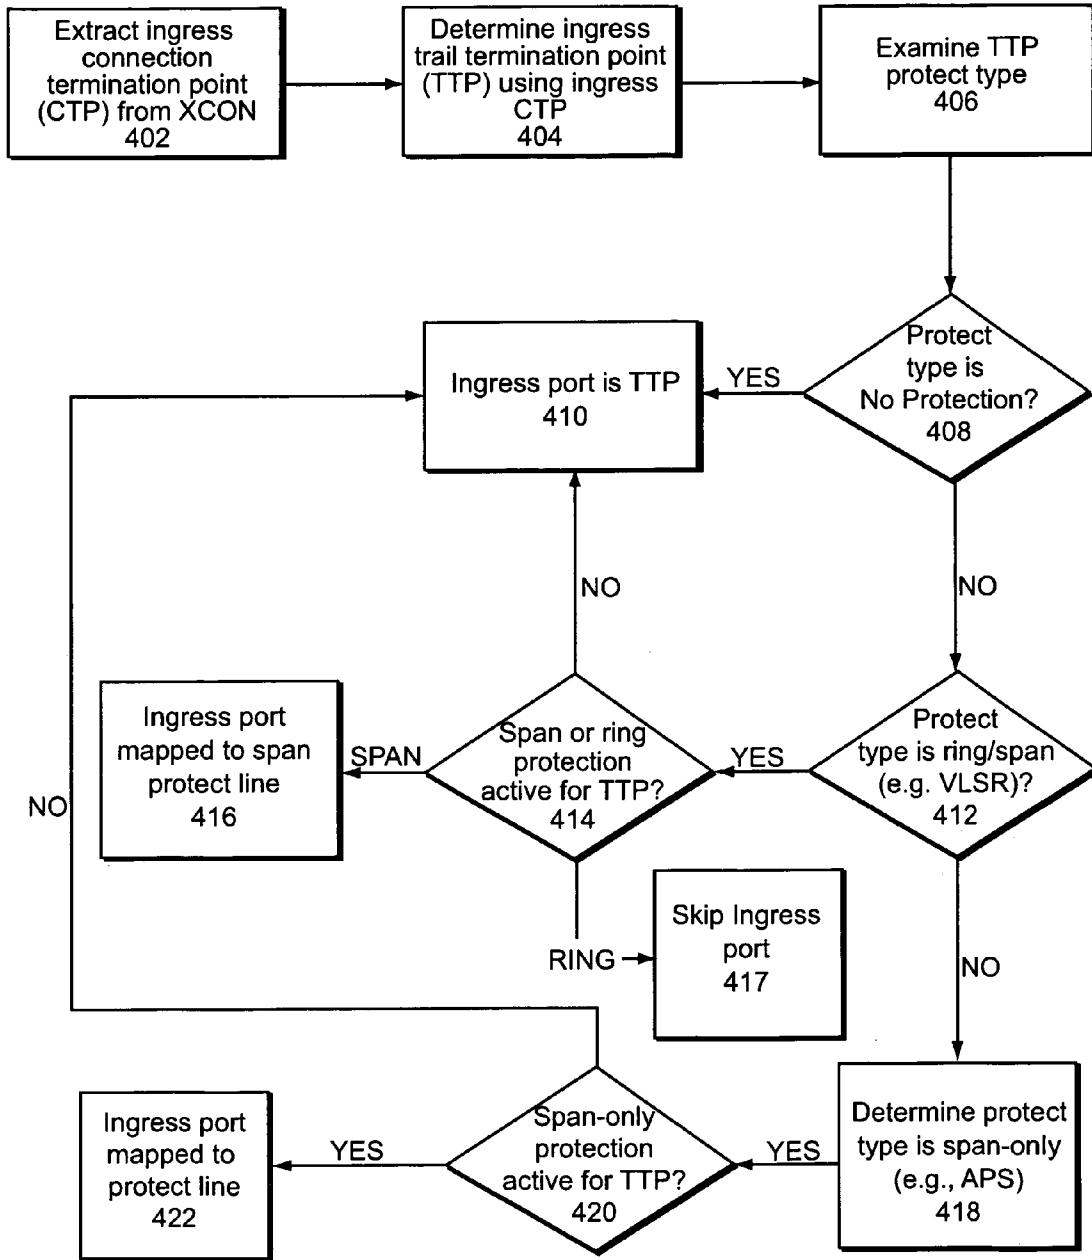 Extract ingress
connection
termination point
(CTP) from XCON
402
Determine ingress
trail termination point
(TTP) using ingress
CTP
404
Examine TTP
protect type
406
Protect
type is
No Protection?
408
YES
Ingress port is TTP
410
NO
NO
Protect
type is ring/span
(e.g. VLSR)?
412
YES
Span or ring
protection
active for TTP?
414
SPAN
Ingress port
mapped to span
protect line
416
NO
RING
Skip Ingress
port
417
NO
Determine protect
type is span-only
(e.g., APS)
418
YES
Span-only
protection
active for TTP?
420
YES
Ingress port
mapped to
protect line
422